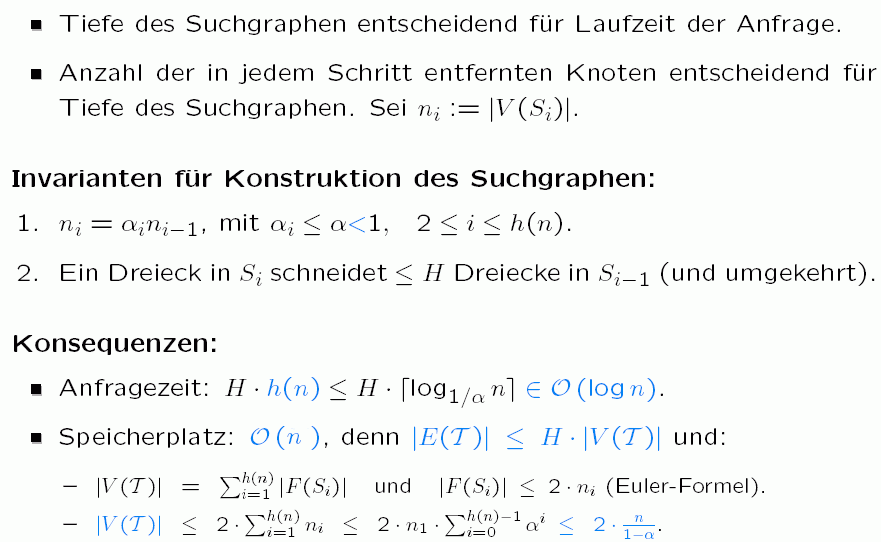 ▪ Tiefe des Suchgraphen entscheidend für Laufzeit der Anfrage.
▪ Anzahl der in jedem Schritt entfernten Knoten entscheidend für
Tiefe des Suchgraphen. Sei n_i := |V(S_i)|.
Invarianten für Konstruktion des Suchgraphen:
1. n_i = α_i n_{i−1}, mit α_i ≤ α<1, 2 ≤ i ≤ h(n).
2. Ein Dreieck in S_i schneidet ≤ H Dreiecke in S_{i−1} (und umgekehrt).
Konsequenzen:
▪ Anfragezeit: H · h(n) ≤ H · ⌈log_{1/α} n⌉ ∈ 𝒪(log n).
▪ Speicherplatz: 𝒪(n ), denn |E(𝒯)| ≤ H · |V(𝒯)| und:
– |V(𝒯)| = ∑_{i=1}^{h(n)} |F(S_i)| und |F(S_i)| ≤ 2 · n_i (Euler-Formel).
– |V(𝒯)| ≤ 2 · ∑_{i=1}^{h(n)} n_i ≤ 2 · n_1 · ∑_{i=0}^{h(n)−1} α^i ≤ 2 · \frac{n}{1−α}.